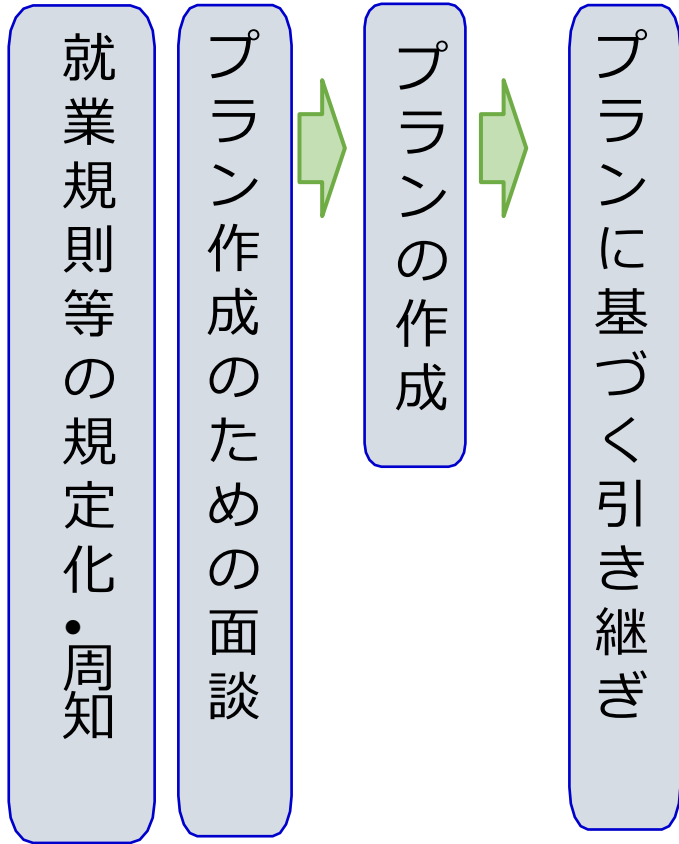 就業規則等の規定化・周知
プラン作成のための面談
プランの作成
プランに基づく引き継ぎ